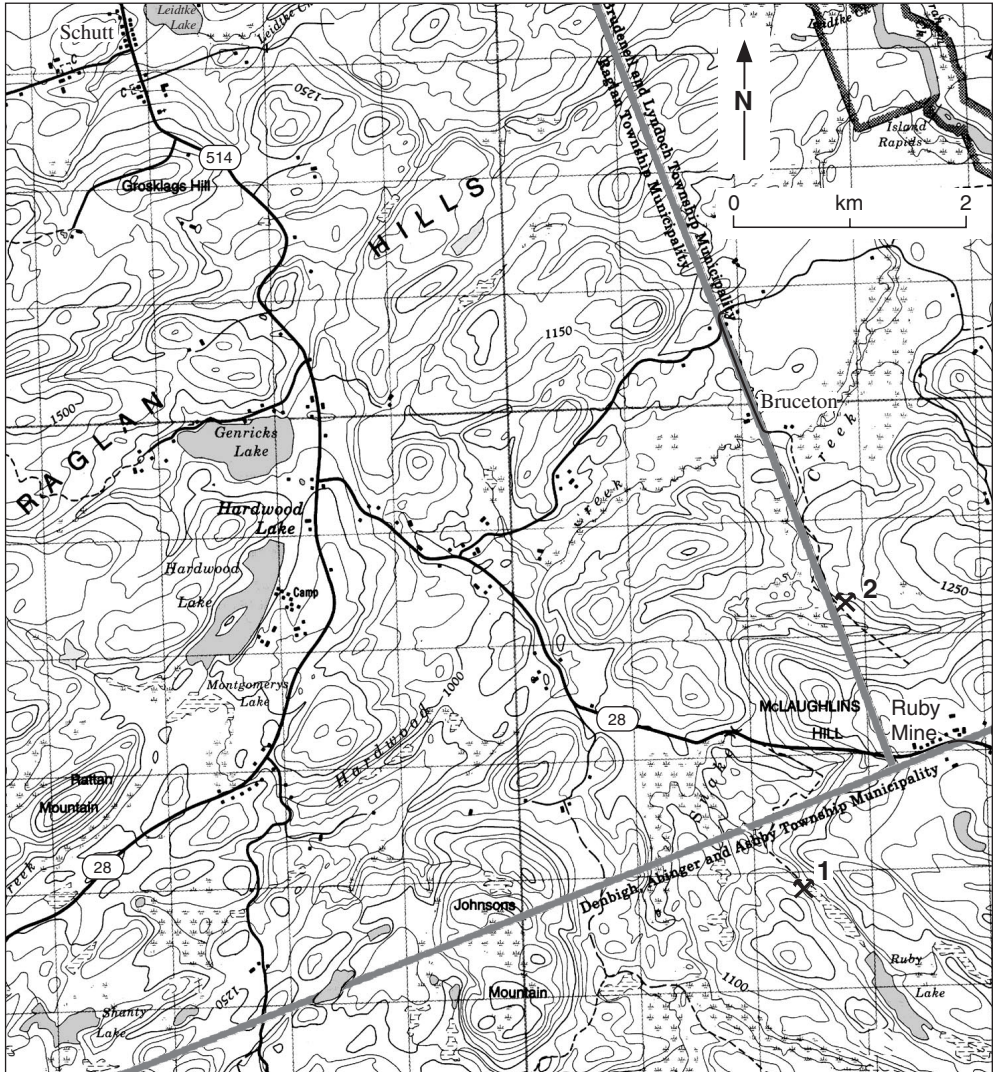 Leidtke
Lake
Schutt
Leidtke
C
C
514
Grosklags Hill
1250
HILLS
Brudenell and Lyndoch Township Municipality
Raglan Township Municipality
N
Island
Rapids
0 km 2
1150
1500
RAGLAN
Genricks
Lake
Bruceton
Creek
Creek
Hardwood
Lake
Hardwood
Lake
Camp
2
1250
Montgomerys
Lake
1000
Hardwood
28
McLAUGHLINS
HILL
Ruby
Mine
Snake
Rattan
Mountain
28
reek
Denbigh, Abinger and Ashby Township Municipality
1
Johnsons
Mountain
1100
Ruby
Lake
Shanty
Lake
1250